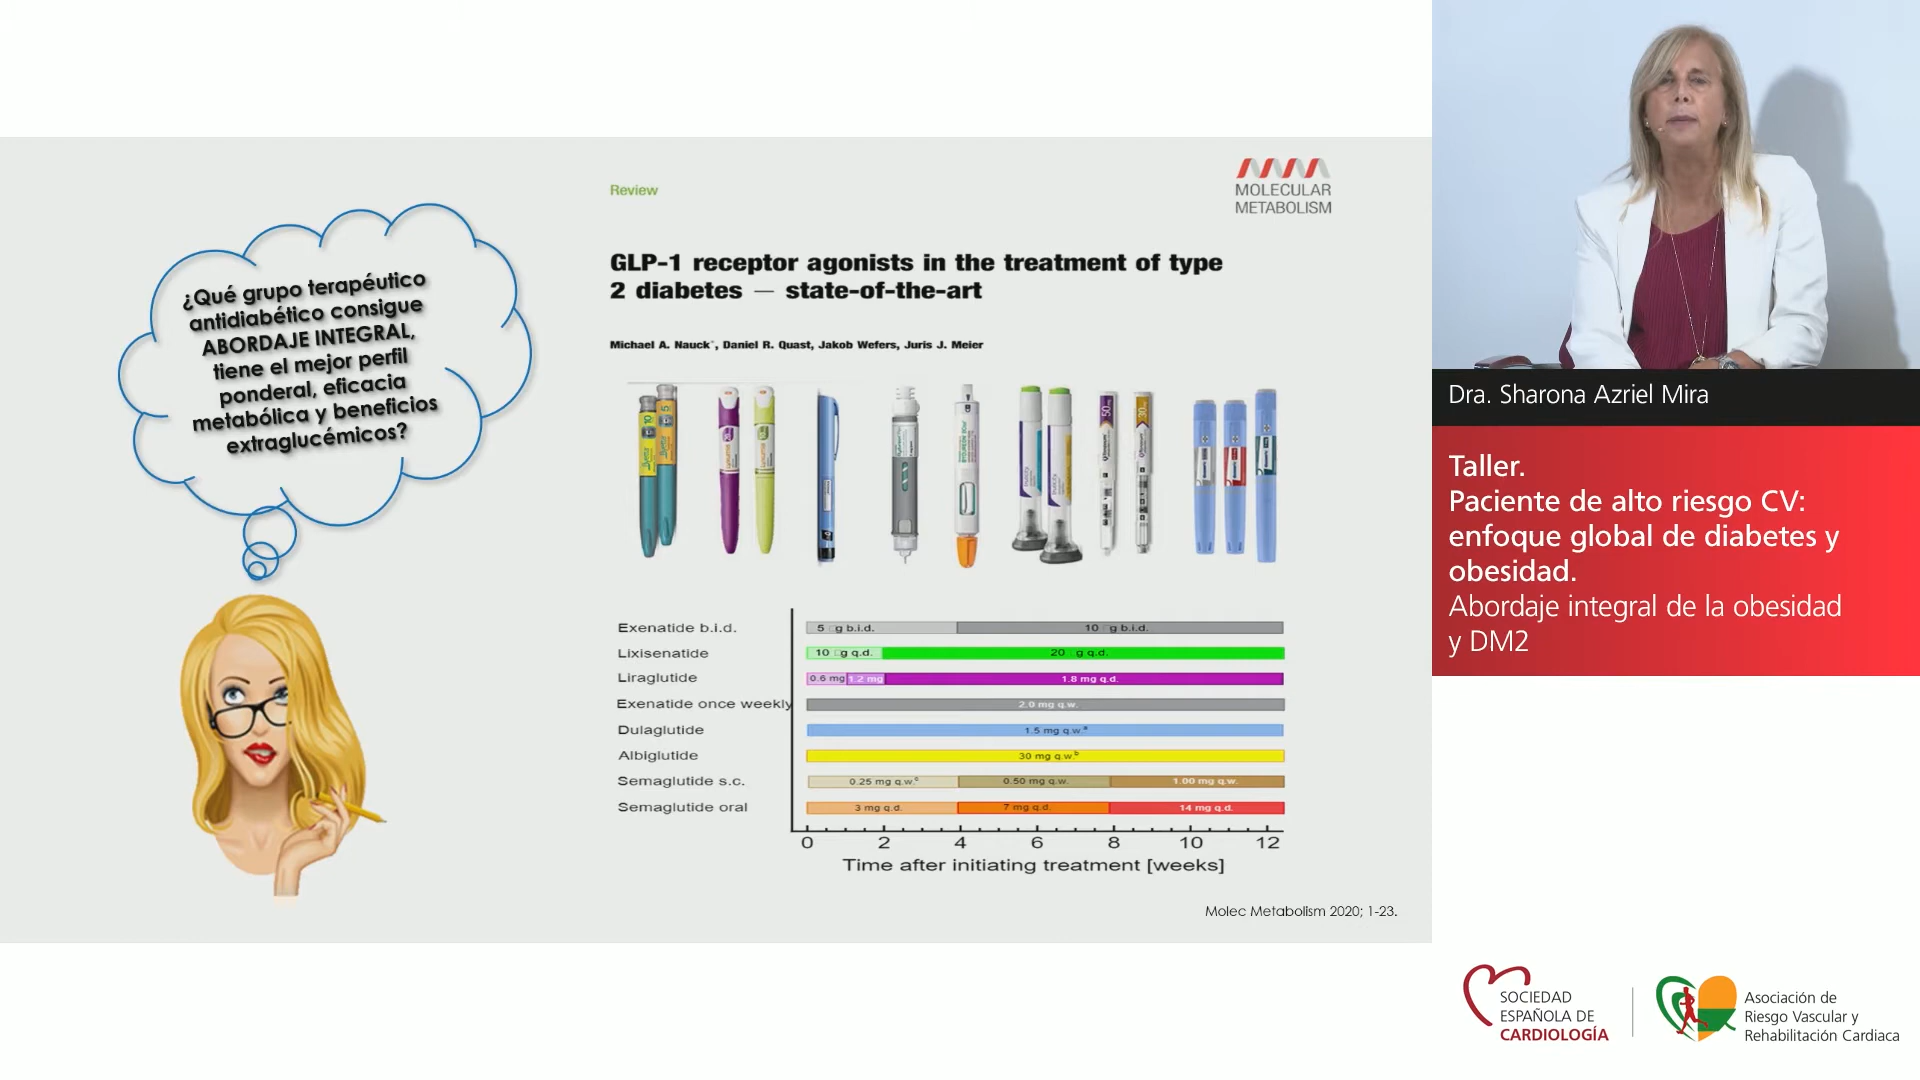 ¿Qué grupo terapéutico
antidiabético consigue
ABORDAJE INTEGRAL,
tiene el mejor perfil
ponderal, eficacia
metabólica y beneficios
extraglucémicos?
Review
MOLECULAR
METABOLISM
GLP-1 receptor agonists in the treatment of type
2 diabetes — state-of-the-art
Michael A. Nauck*, Daniel R. Quast, Jakob Wefers, Juris J. Meier
Exenatide b.i.d.
5 g b.i.d.
10 g b.i.d.
Lixisenatide
10 g q.d.
20 g q.d.
Liraglutide
0.6 mg
1.2 mg
1.8 mg q.d.
Exenatide once weekly
2.0 mg q.w.
Dulaglutide
1.5 mg q.w.ª
Albiglutide
30 mg q.w.ᵇ
Semaglutide s.c.
0.25 mg q.w.ᶜ
0.50 mg q.w.
1.00 mg q.w.
Semaglutide oral
3 mg q.d.
7 mg q.d.
14 mg q.d.
0 2 4 6 8 10 12
Time after initiating treatment [weeks]
Molec Metabolism 2020; 1-23.
Dra. Sharona Azriel Mira
Taller.
Paciente de alto riesgo CV:
enfoque global de diabetes y
obesidad.
Abordaje integral de la obesidad
y DM2
SOCIEDAD
ESPAÑOLA DE
CARDIOLOGÍA
Asociación de
Riesgo Vascular y
Rehabilitación Cardiaca